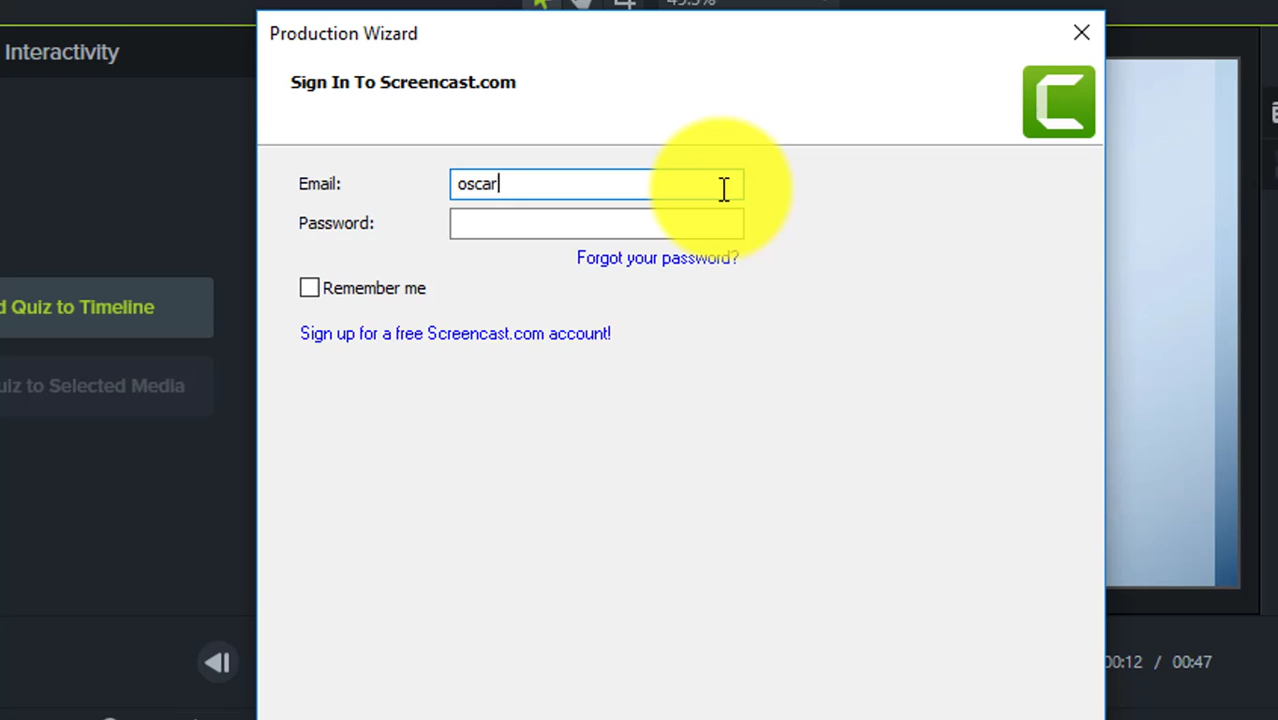 Interactivity
Production Wizard
Sign In To Screencast.com
Email:
oscar
Password:
Forgot your password?
Remember me
Sign up for a free Screencast.com account!
Quiz to Timeline
to Selected Media
00:12 / 00:47